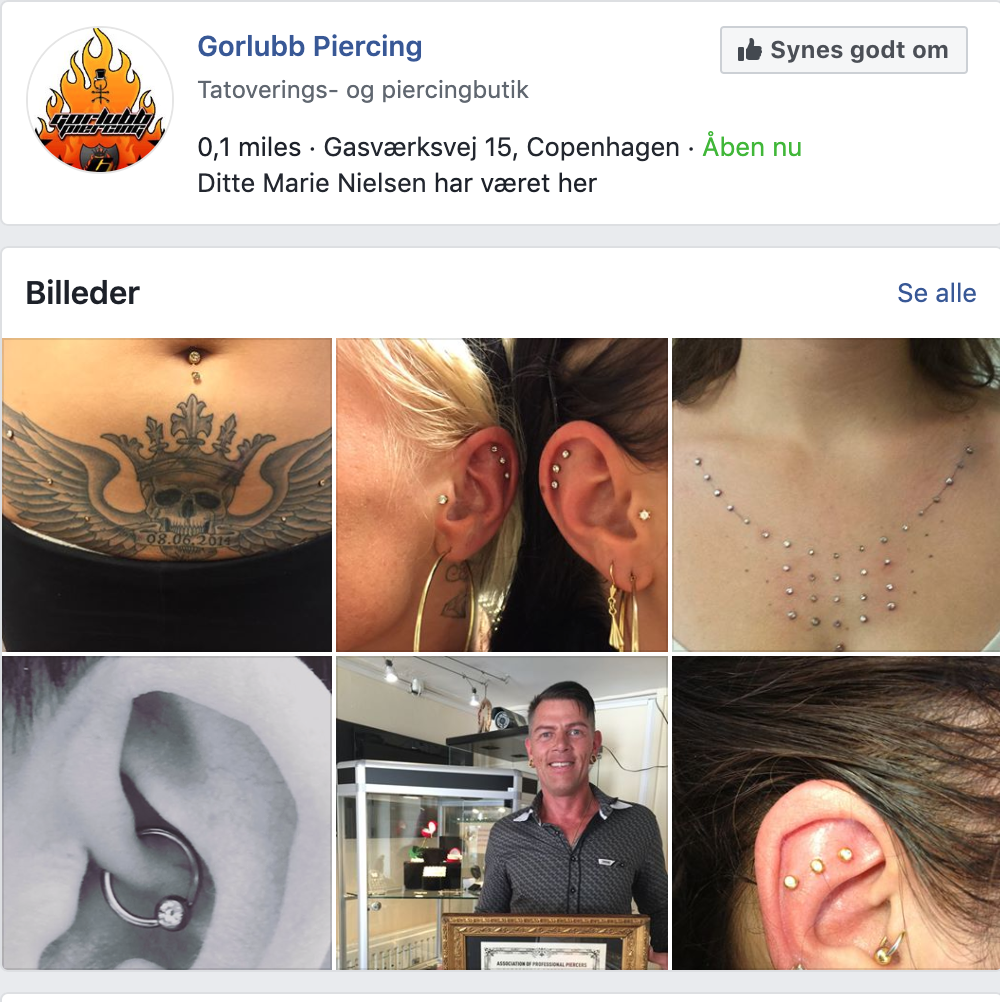 Gorlubb Piercing
Synes godt om
Tatoverings- og piercingbutik
0,1 miles · Gasværksvej 15, Copenhagen · Åben nu
Ditte Marie Nielsen har været her
gorlubb
piercing
Billeder
Se alle
08.06.2014
ASSOCIATION OF PROFESSIONAL PIERCERS